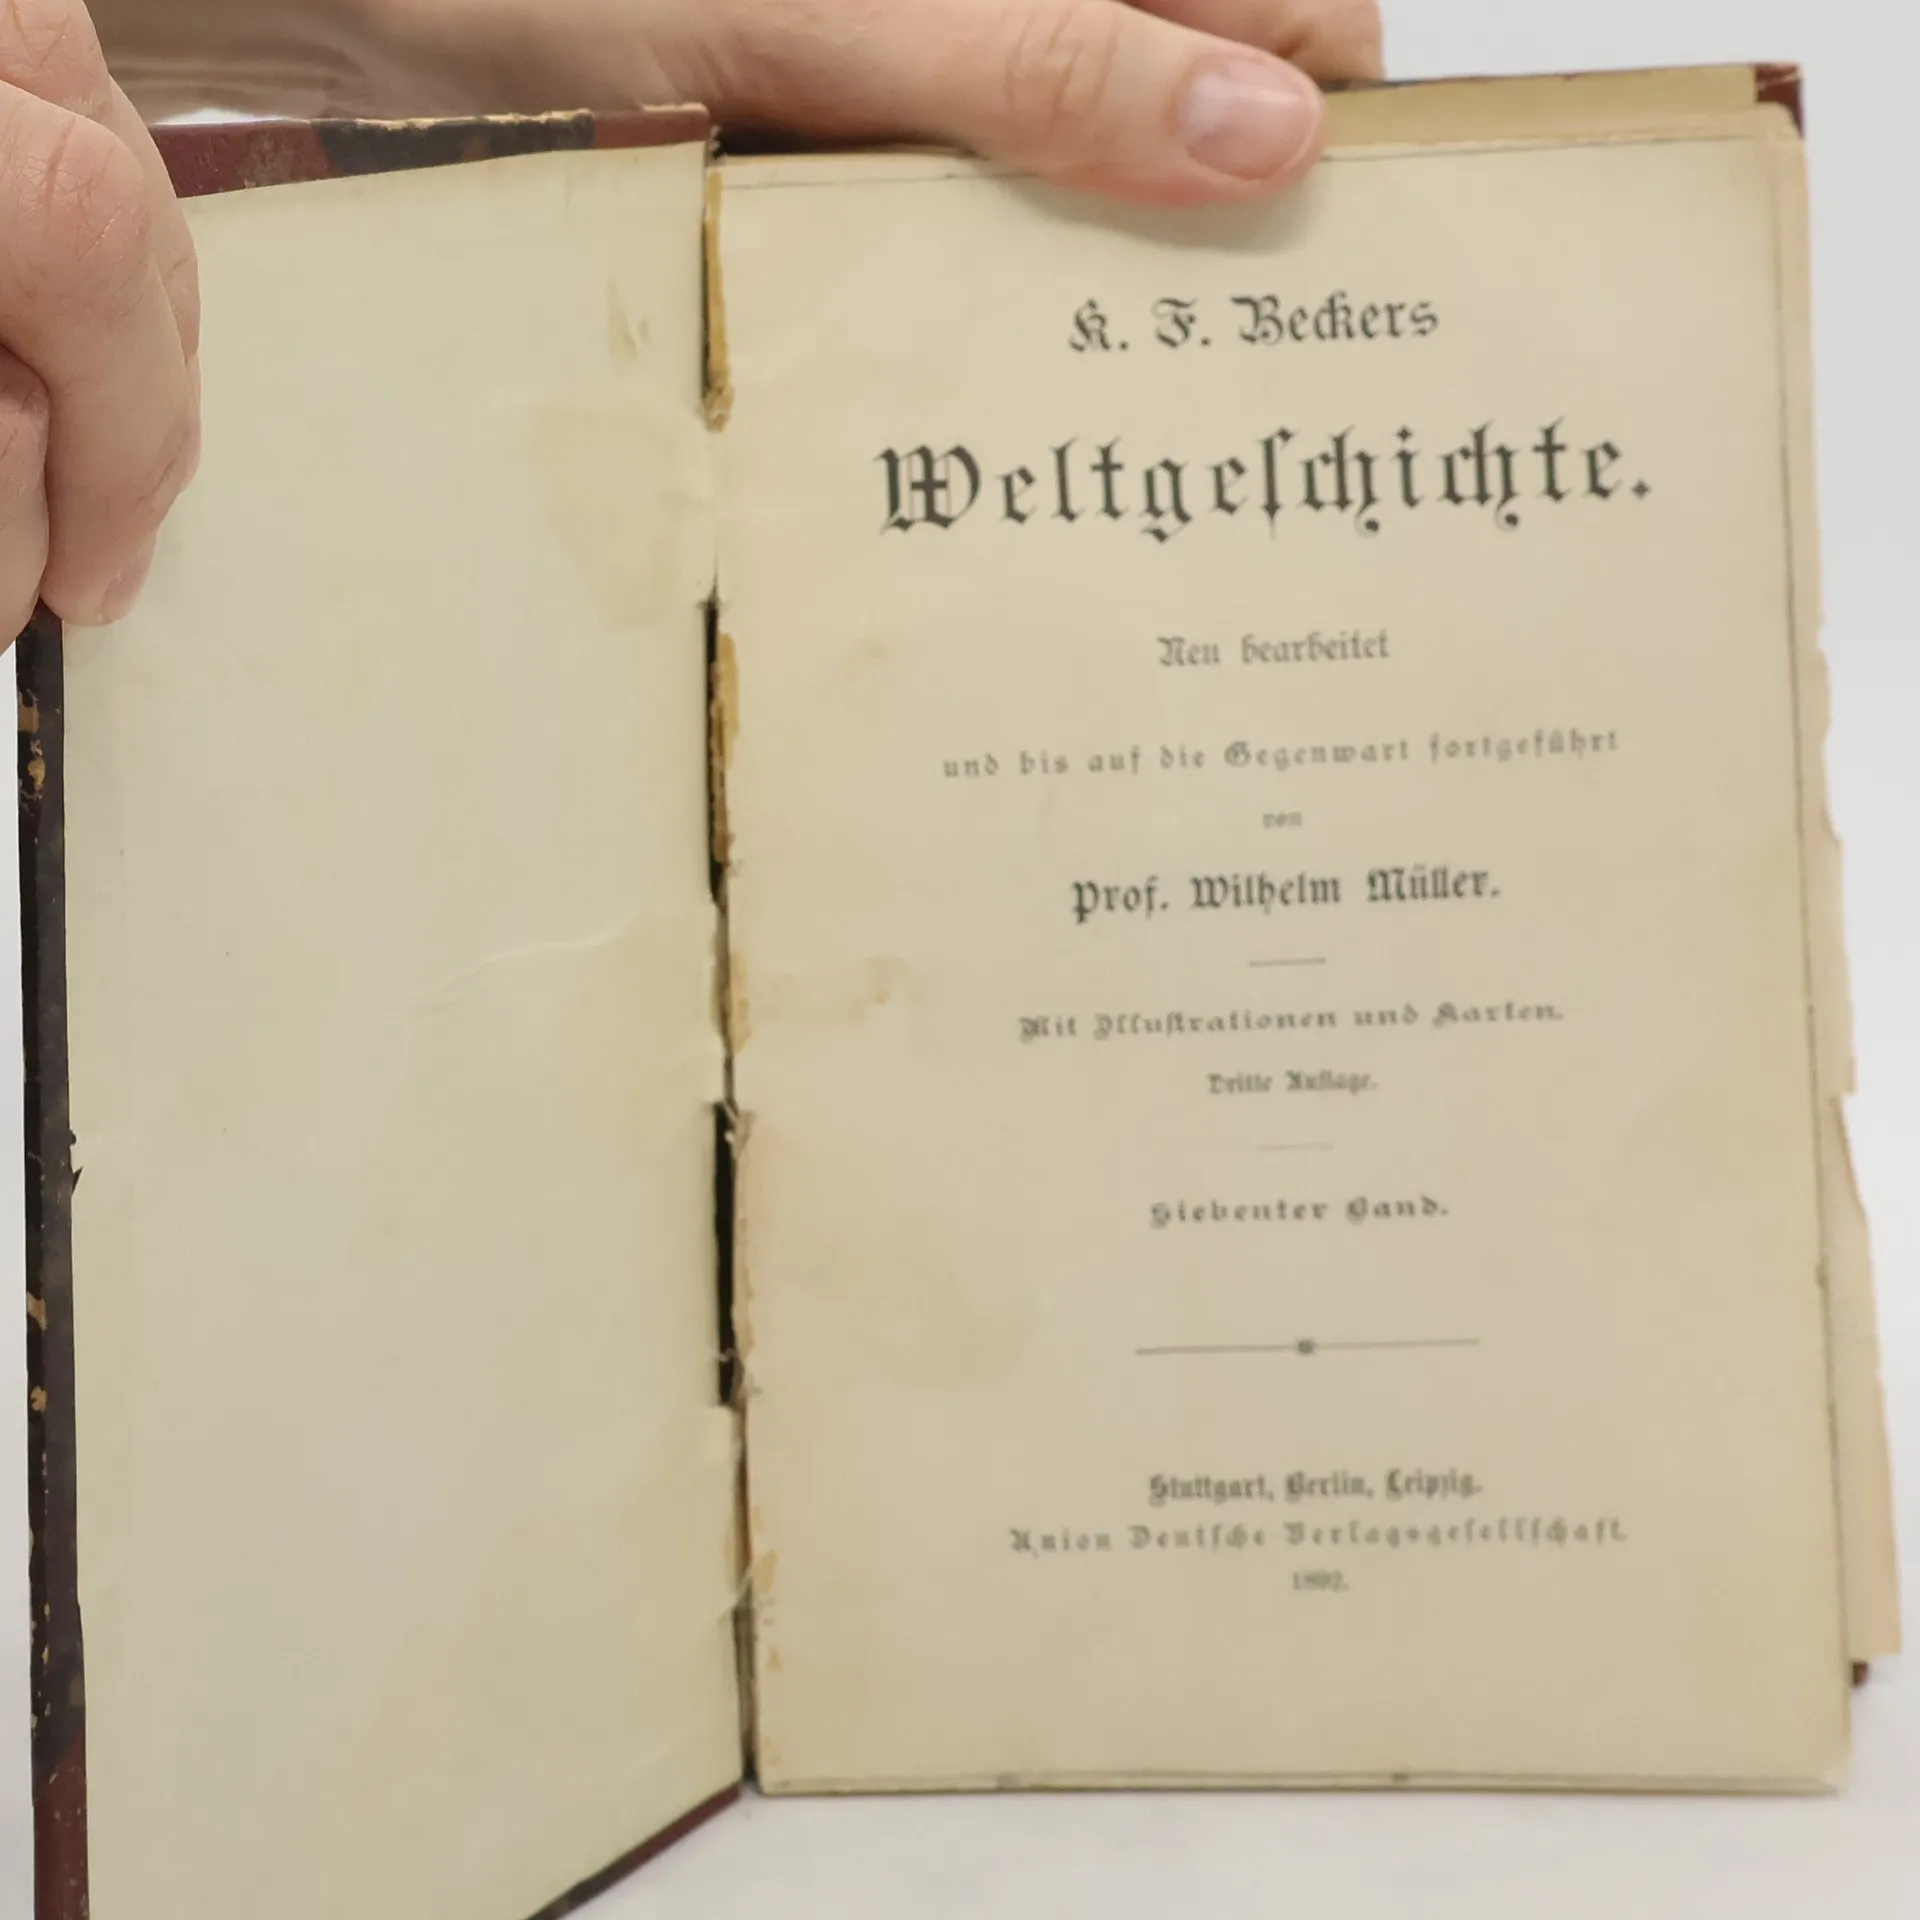 K. F. Beckers
Weltgeſchichte.
Neu bearbeitet
und bis auf die Gegenwart fortgeführt
von
Prof. Wilhelm Müller.
Mit Illuſtrationen und Karten.
Dritte Auflage.
Siebenter Band.
Stuttgart, Berlin, Leipzig.
Union Deutſche Verlagsgeſellſchaft.
1892.